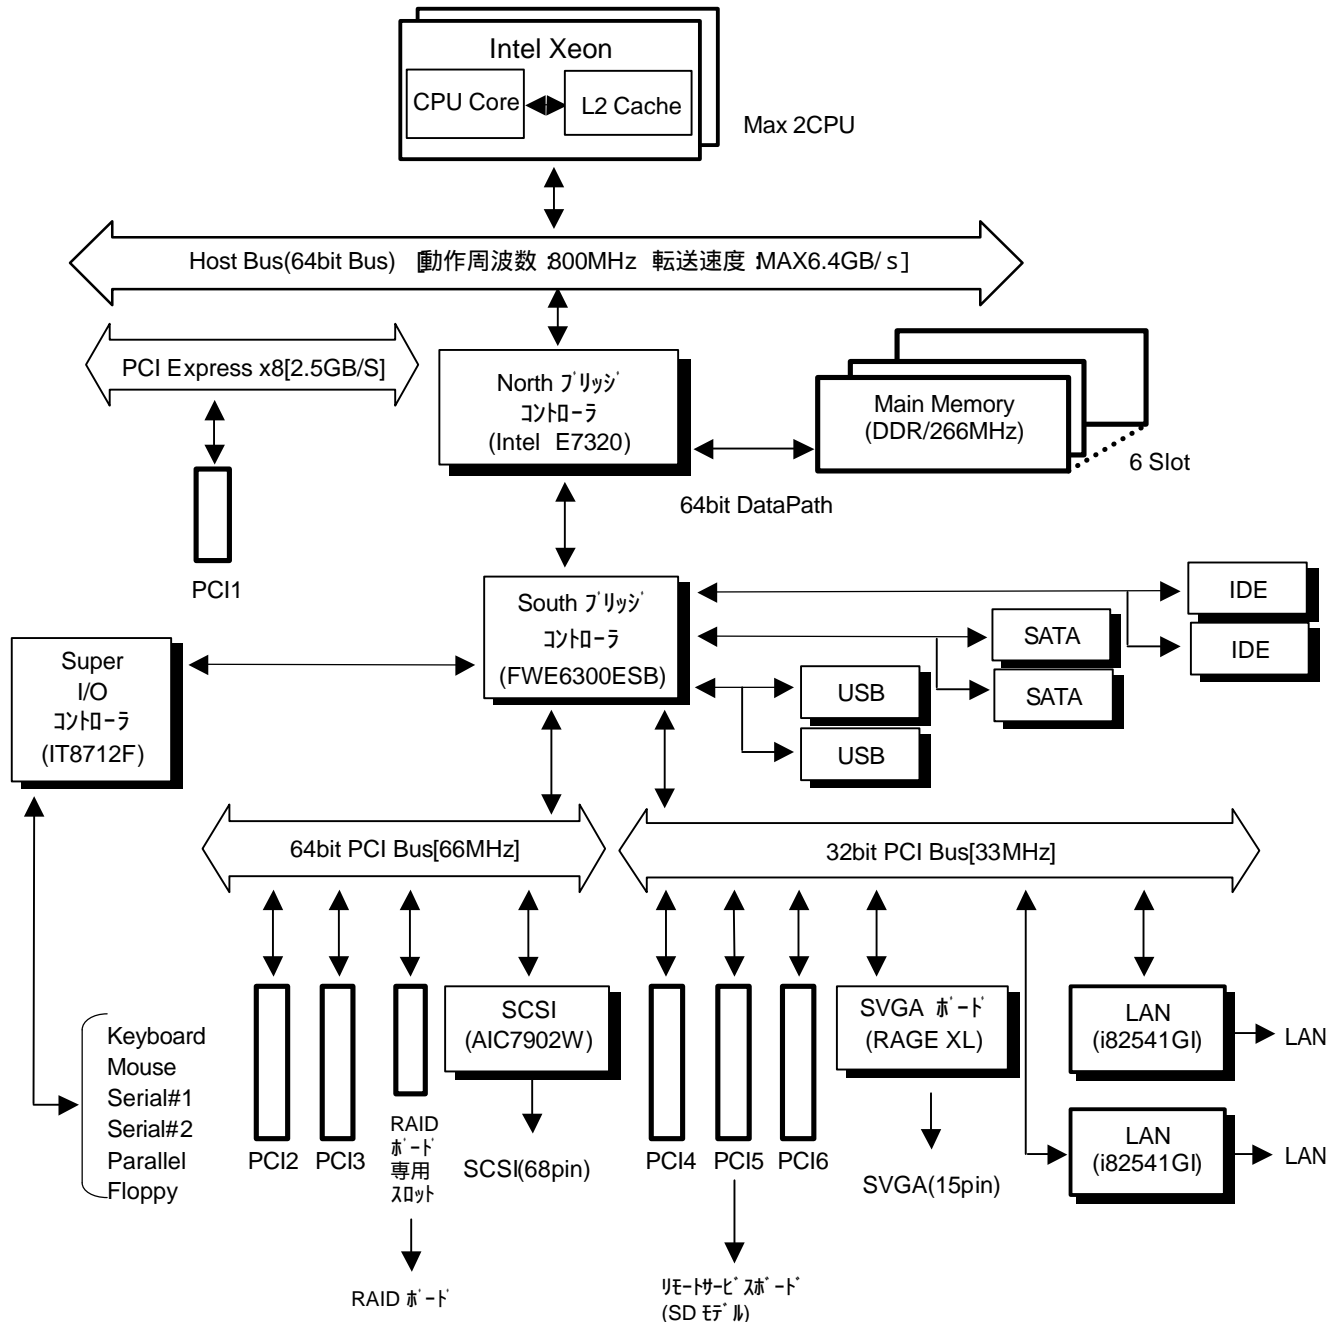 Intel Xeon
CPU Core
L2 Cache
Max 2CPU
Host Bus(64bit Bus) [動作周波数:800MHz 転送速度:MAX6.4GB/s]
PCI Express x8[2.5GB/S]
PCI1
North ブリッジ
コントローラ
(Intel E7320)
Main Memory
(DDR/266MHz)
6 Slot
64bit DataPath
South ブリッジ
コントローラ
(FWE6300ESB)
IDE
IDE
SATA
SATA
USB
USB
Super
I/O
コントローラ
(IT8712F)
64bit PCI Bus[66MHz]
32bit PCI Bus[33MHz]
Keyboard
Mouse
Serial#1
Serial#2
Parallel
Floppy
PCI2
PCI3
RAID
ボード
専用
スロット
RAID ボード
SCSI
(AIC7902W)
SCSI(68pin)
PCI4
PCI5
PCI6
リモートサービスボード
(SD モデル)
SVGA ボード
(RAGE XL)
SVGA(15pin)
LAN
(i82541GI)
LAN
LAN
(i82541GI)
LAN